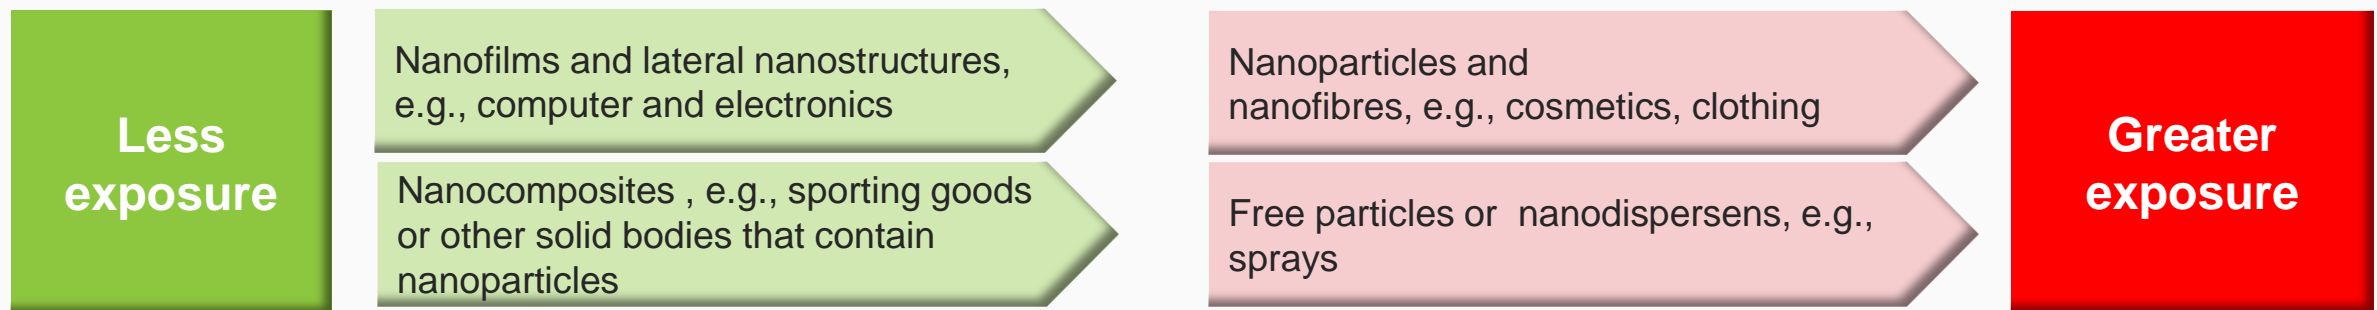 Less
exposure
Nanofilms and lateral nanostructures,
e.g., computer and electronics
Nanocomposites , e.g., sporting goods
or other solid bodies that contain
nanoparticles
Nanoparticles and
nanofibres, e.g., cosmetics, clothing
Free particles or  nanodispersens, e.g.,
sprays
Greater
exposure